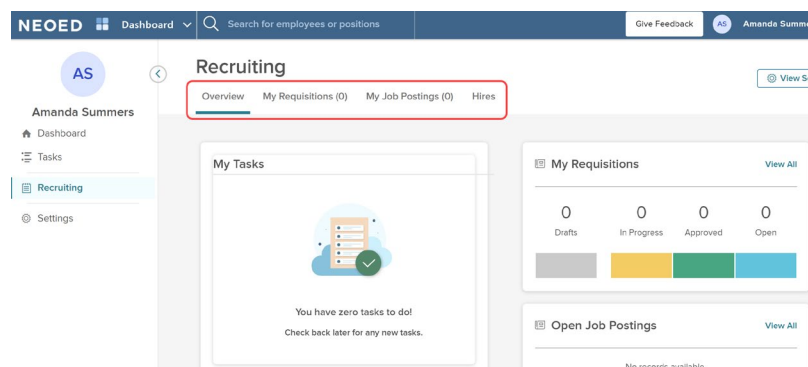 NEOED Dashboard Search for employees or positions Give Feedback AS Amanda
AS
Amanda Summers
Dashboard
Tasks
Recruiting
Settings
Recruiting
View
Overview My Requisitions (0) My Job Postings (0) Hires
My Tasks
You have zero tasks to do!
Check back later for any new tasks.
My Requisitions View All
0 0 0 0
Drafts In Progress Approved Open
Open Job Postings View All
No records available